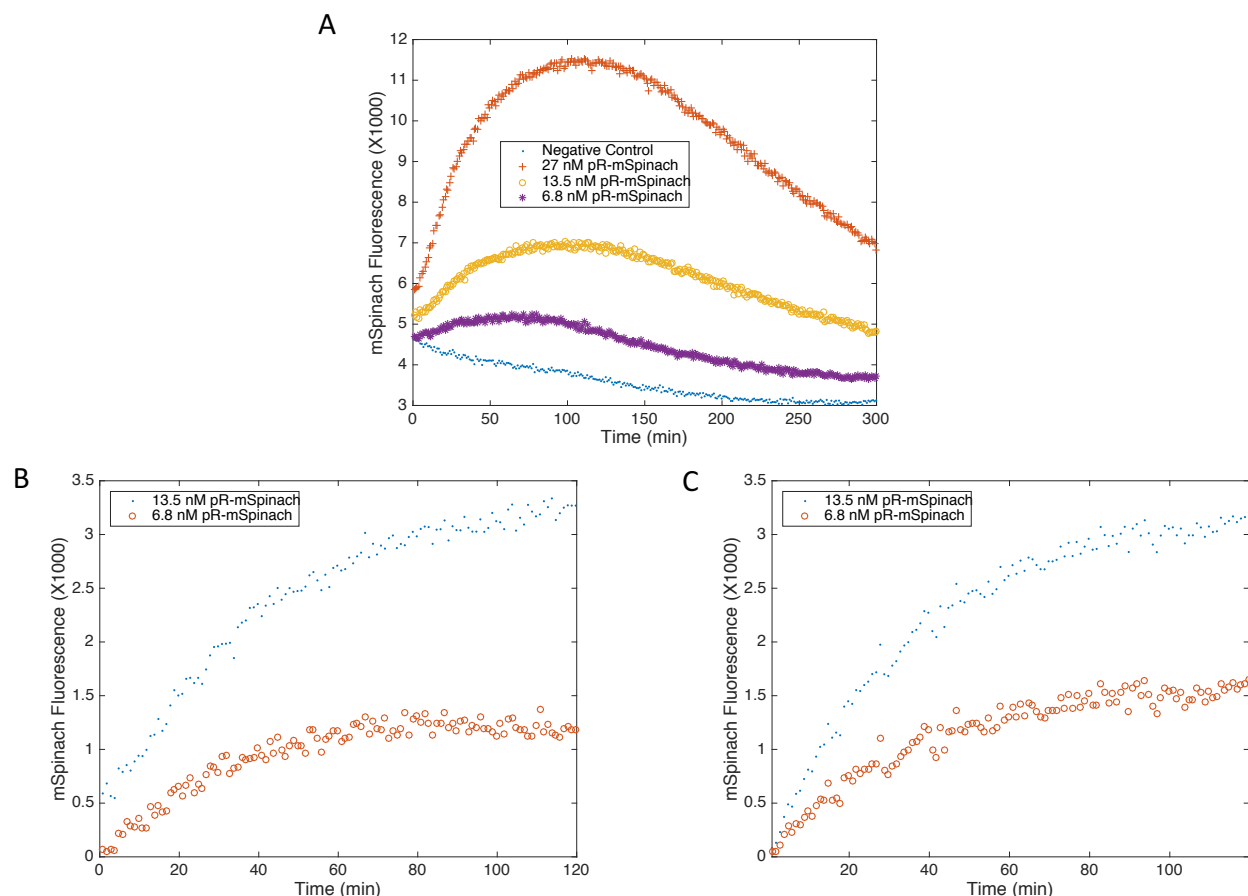 A
12
11
10
9
8
7
6
5
4
3
mSpinach Fluorescence (X1000)
Negative Control
27 nM pR-mSpinach
13.5 nM pR-mSpinach
6.8 nM pR-mSpinach
0 50 100 150 200 250 300
Time (min)
B
3.5
3
2.5
2
1.5
1
0.5
0
mSpinach Fluorescence (X1000)
13.5 nM pR-mSpinach
6.8 nM pR-mSpinach
0 20 40 60 80 100 120
Time (min)
C
3.5
3
2.5
2
1.5
1
0.5
0
mSpinach Fluorescence (X1000)
13.5 nM pR-mSpinach
6.8 nM pR-mSpinach
20 40 60 80 100
Time (min)